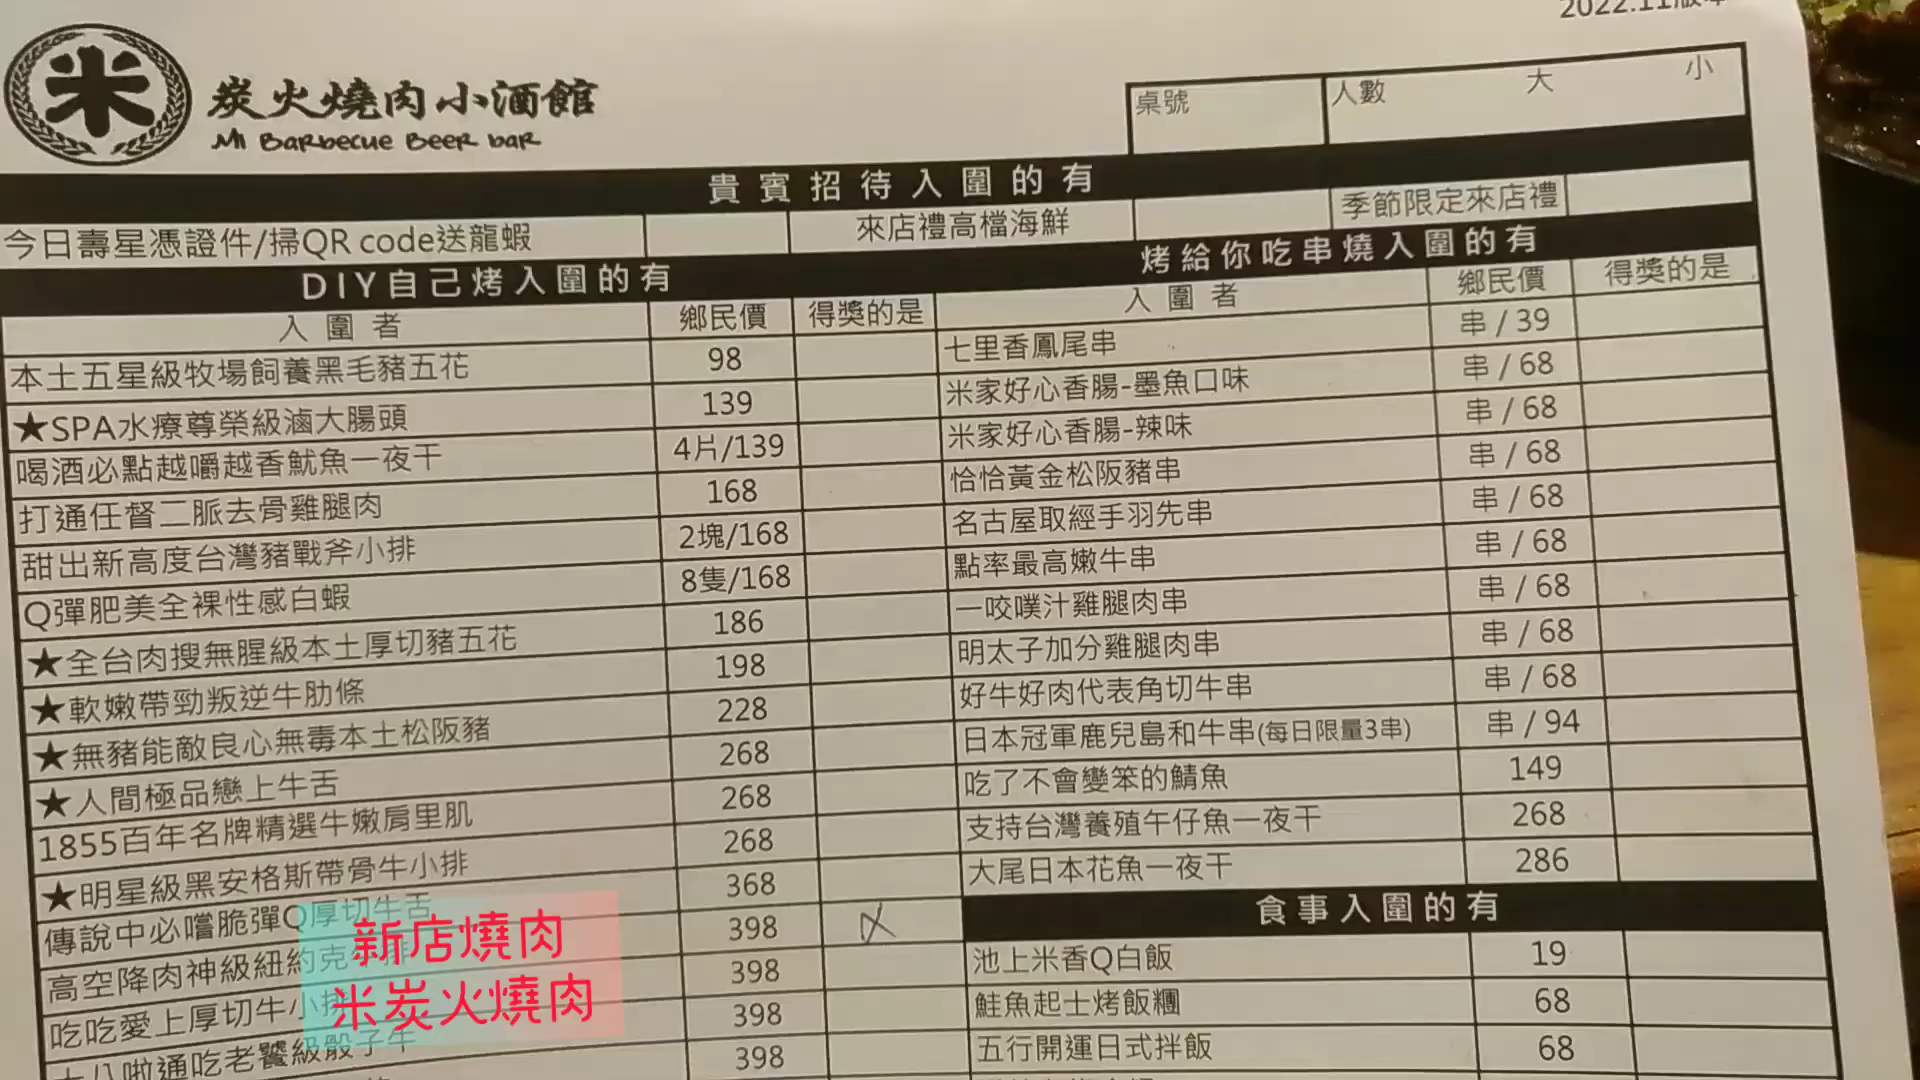 2022.11版本
米
炭火燒肉小酒館
MI Barbecue Beer bar
桌號
人數 大 小
貴賓招待入圍的有
今日壽星憑證件/掃QR code送龍蝦
來店禮高檔海鮮
季節限定來店禮
DIY自己烤入圍的有
入圍者 鄉民價 得獎的是
本土五星級牧場飼養黑毛豬五花 98
★SPA水療尊榮級滷大腸頭 139
喝酒必點越嚼越香魷魚一夜干 4片/139
打通任督二脈去骨雞腿肉 168
甜出新高度台灣豬戰斧小排 2塊/168
Q彈肥美全裸性感白蝦 8隻/168
★全台肉搜無腥級本土厚切豬五花 186
★軟嫩帶勁叛逆牛肋條 198
★無豬能敵良心無毒本土松阪豬 228
★人間極品戀上牛舌 268
1855百年名牌精選牛嫩肩里肌 268
★明星級黑安格斯帶骨牛小排 268
傳說中必嚐脆彈Q厚切牛舌 368
高空降肉神級紐約克 398
吃吃愛上厚切牛小排 398
十八啦通吃老饕級骰子牛 398
398
烤給你吃串燒入圍的有
入圍者 鄉民價 得獎的是
七里香鳳尾串 串 / 39
米家好心香腸-墨魚口味 串 / 68
米家好心香腸-辣味 串 / 68
恰恰黃金松阪豬串 串 / 68
名古屋取經手羽先串 串 / 68
點率最高嫩牛串 串 / 68
一咬噗汁雞腿肉串 串 / 68
明太子加分雞腿肉串 串 / 68
好牛好肉代表角切牛串 串 / 68
日本冠軍鹿兒島和牛串(每日限量3串) 串 / 94
吃了不會變笨的鯖魚 149
支持台灣養殖午仔魚一夜干 268
大尾日本花魚一夜干 286
食事入圍的有
池上米香Q白飯 19
鮭魚起士烤飯糰 68
五行開運日式拌飯 68
新店燒肉
米炭火燒肉